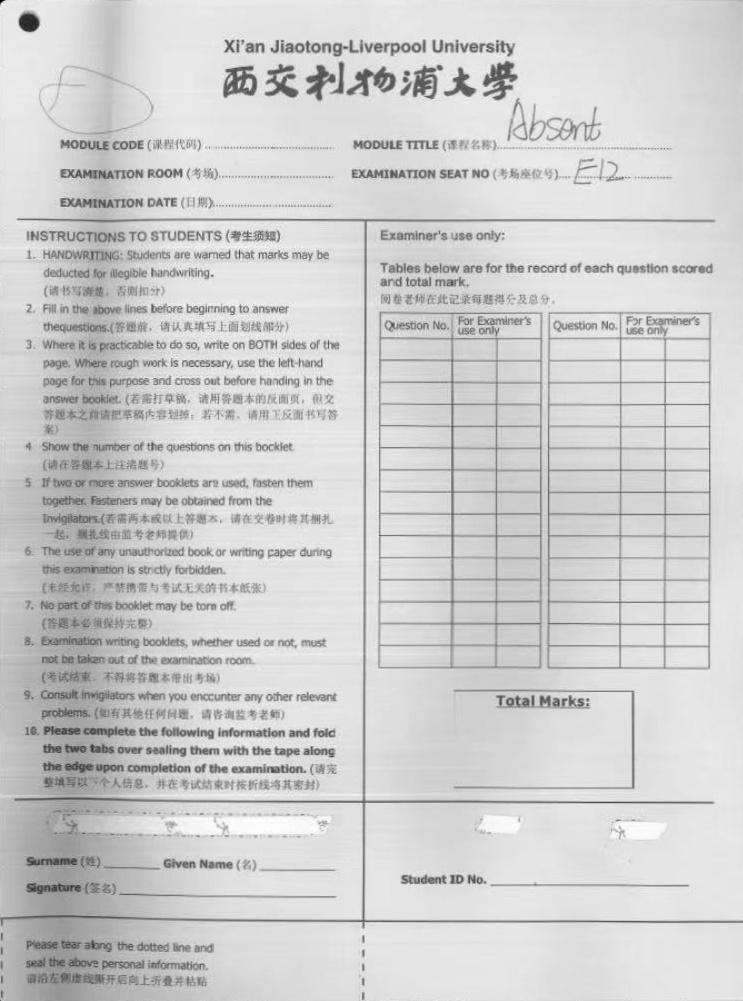 Xi'an Jiaotong-Liverpool University
西交利物浦大學
Absent
MODULE CODE (课程代码)
MODULE TITLE (课程名称)
EXAMINATION ROOM (考场)
EXAMINATION SEAT NO (考场座位号) E12
EXAMINATION DATE (日期)
INSTRUCTIONS TO STUDENTS (考生须知)
1. HANDWRITING: Students are warned that marks may be
deducted for illegible handwriting.
(请书写清楚，否则扣分)
2. Fill in the above lines before beginning to answer
thequestions.(答题前，请认真填写上面划线部分)
3. Where it is practicable to do so, write on BOTH sides of the
page. Where rough work is necessary, use the left-hand
page for this purpose and cross out before handing in the
answer booklet. (若需打草稿，请用答题本的反面页，但交
答题本之前请把草稿内容划掉；若不需，请用正反面书写答
案)
4 Show the number of the questions on this booklet.
(请在答题本上注清题号)
5 If two or more answer booklets are used, fasten them
together. Fasteners may be obtained from the
Invigilators.(若需两本或以上答题本，请在交卷时将其捆扎
一起，捆扎线由监考老师提供)
6. The use of any unauthorized book or writing paper during
this examination is strictly forbidden.
(未经允许，严禁携带与考试无关的书本纸张)
7. No part of this booklet may be torn off.
(答题本必须保持完整)
8. Examination writing booklets, whether used or not, must
not be taken out of the examination room.
(考试结束，不得将答题本带出考场)
9. Consult invigilators when you encounter any other relevant
problems. (如有其他任何问题，请咨询监考老师)
10. Please complete the following information and fold
the two tabs over sealing them with the tape along
the edge upon completion of the examination. (请完
整填写以下个人信息，并在考试结束时按折线将其密封)
Examiner's use only:
Tables below are for the record of each question scored
and total mark.
阅卷老师在此记录每题得分及总分。
Question No. For Examiner's use only Question No. For Examiner's use only
Total Marks:
Surname (姓) Given Name (名)
Signature (签名)
Student ID No.
Please tear along the dotted line and
seal the above personal information.
请沿左侧虚线撕开后向上折叠并粘贴